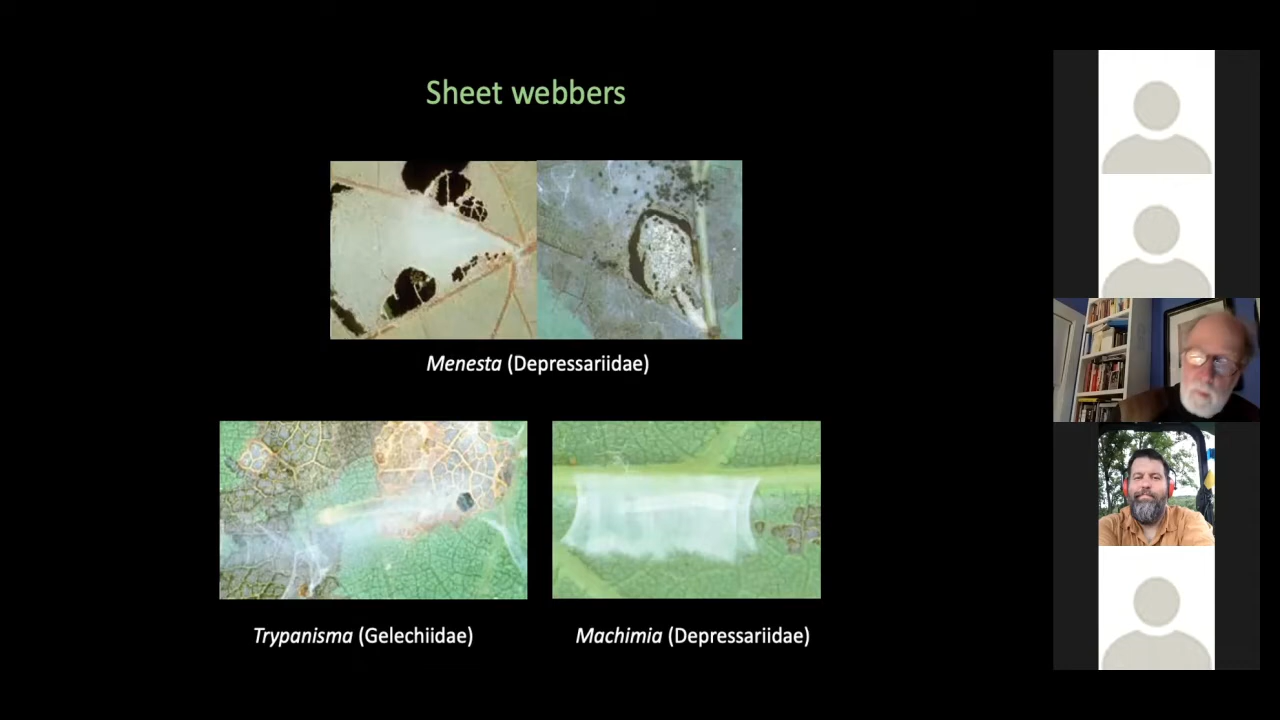 Sheet webbers
Menesta (Depressariidae)
Trypanisma (Gelechiidae)
Machimia (Depressariidae)